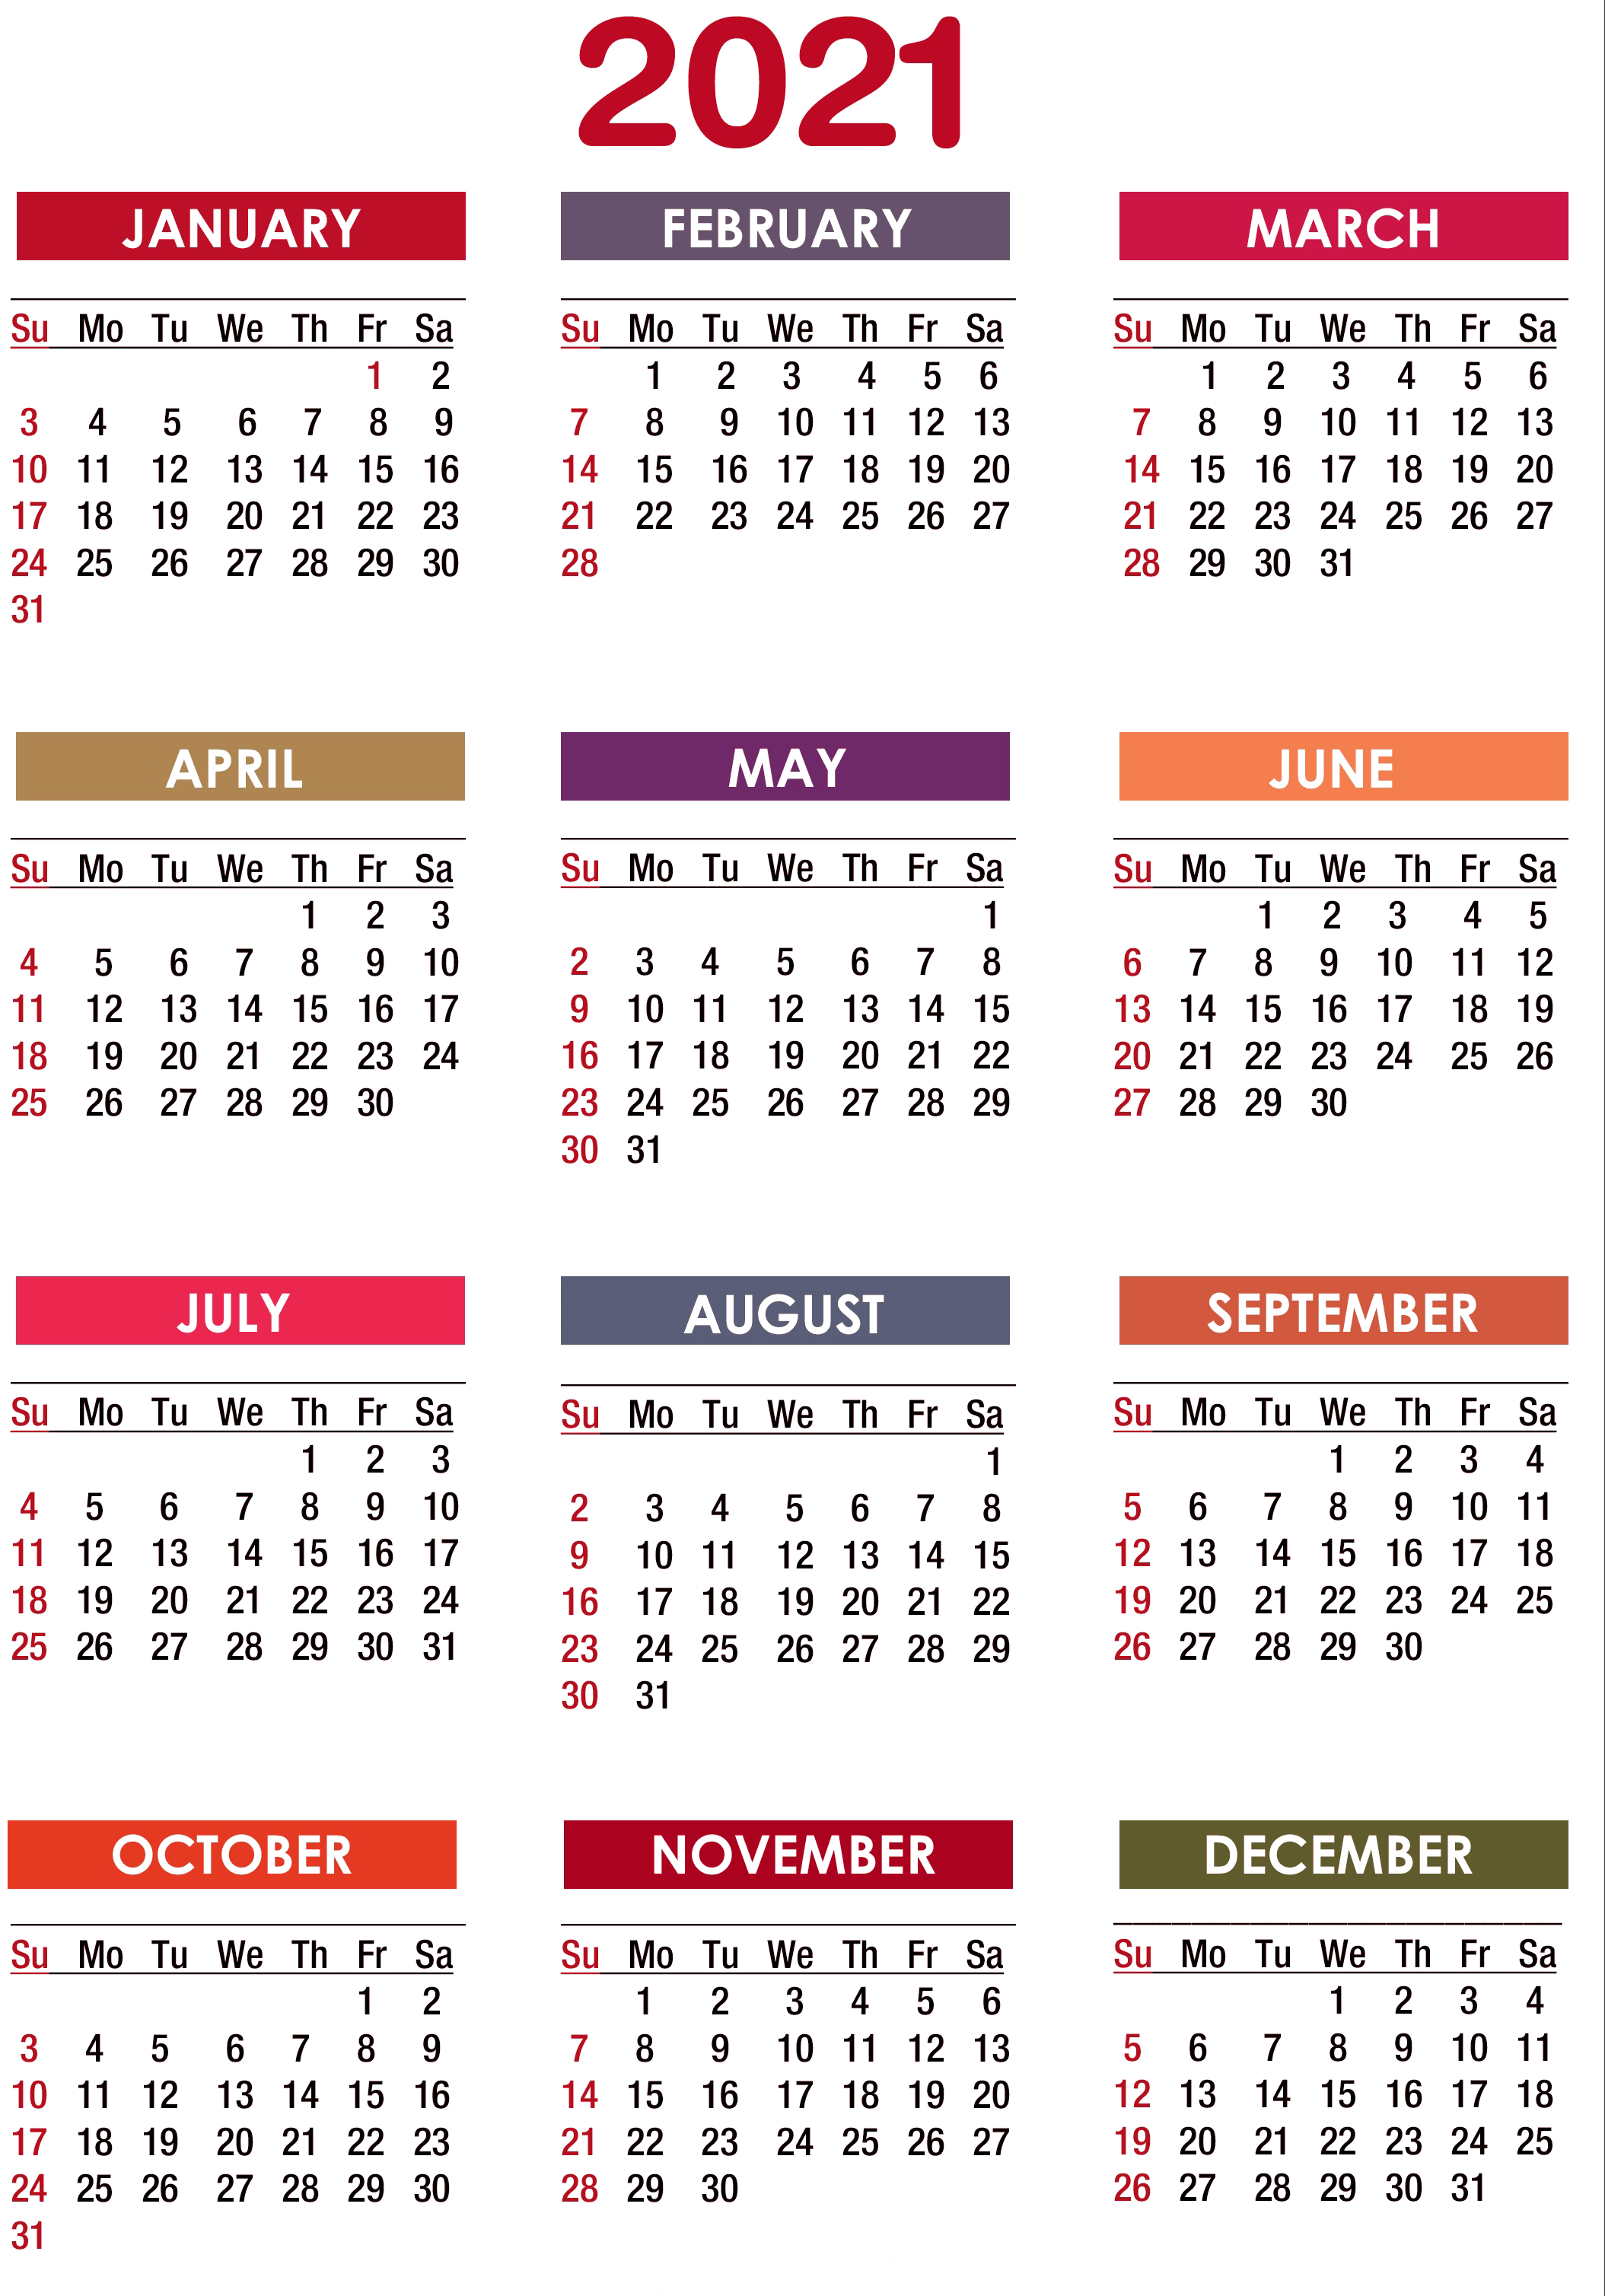 2021
JANUARY
Su Mo Tu We Th Fr Sa
1 2
3 4 5 6 7 8 9
10 11 12 13 14 15 16
17 18 19 20 21 22 23
24 25 26 27 28 29 30
31
FEBRUARY
Su Mo Tu We Th Fr Sa
1 2 3 4 5 6
7 8 9 10 11 12 13
14 15 16 17 18 19 20
21 22 23 24 25 26 27
28
MARCH
Su Mo Tu We Th Fr Sa
1 2 3 4 5 6
7 8 9 10 11 12 13
14 15 16 17 18 19 20
21 22 23 24 25 26 27
28 29 30 31
APRIL
Su Mo Tu We Th Fr Sa
1 2 3
4 5 6 7 8 9 10
11 12 13 14 15 16 17
18 19 20 21 22 23 24
25 26 27 28 29 30
MAY
Su Mo Tu We Th Fr Sa
1
2 3 4 5 6 7 8
9 10 11 12 13 14 15
16 17 18 19 20 21 22
23 24 25 26 27 28 29
30 31
JUNE
Su Mo Tu We Th Fr Sa
1 2 3 4 5
6 7 8 9 10 11 12
13 14 15 16 17 18 19
20 21 22 23 24 25 26
27 28 29 30
JULY
Su Mo Tu We Th Fr Sa
1 2 3
4 5 6 7 8 9 10
11 12 13 14 15 16 17
18 19 20 21 22 23 24
25 26 27 28 29 30 31
AUGUST
Su Mo Tu We Th Fr Sa
1
2 3 4 5 6 7 8
9 10 11 12 13 14 15
16 17 18 19 20 21 22
23 24 25 26 27 28 29
30 31
SEPTEMBER
Su Mo Tu We Th Fr Sa
1 2 3 4
5 6 7 8 9 10 11
12 13 14 15 16 17 18
19 20 21 22 23 24 25
26 27 28 29 30
OCTOBER
Su Mo Tu We Th Fr Sa
1 2
3 4 5 6 7 8 9
10 11 12 13 14 15 16
17 18 19 20 21 22 23
24 25 26 27 28 29 30
31
NOVEMBER
Su Mo Tu We Th Fr Sa
1 2 3 4 5 6
7 8 9 10 11 12 13
14 15 16 17 18 19 20
21 22 23 24 25 26 27
28 29 30
DECEMBER
Su Mo Tu We Th Fr Sa
1 2 3 4
5 6 7 8 9 10 11
12 13 14 15 16 17 18
19 20 21 22 23 24 25
26 27 28 29 30 31